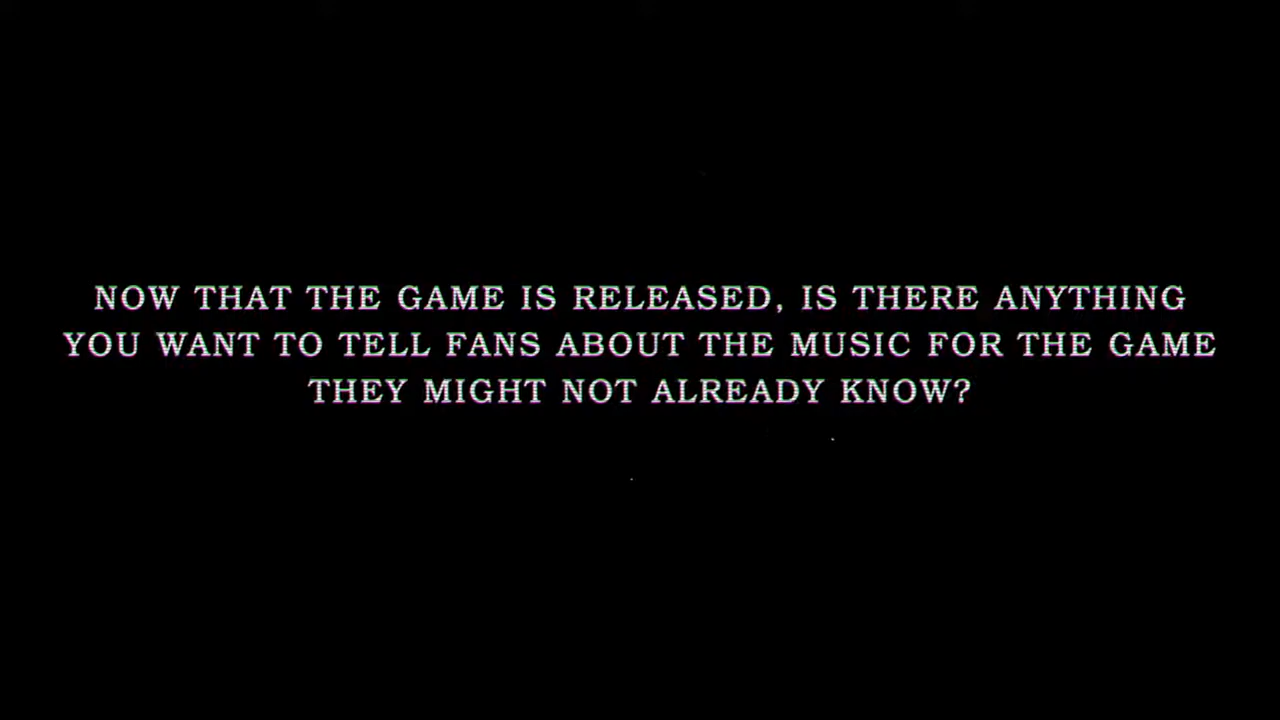 NOW THAT THE GAME IS RELEASED, IS THERE ANYTHING
YOU WANT TO TELL FANS ABOUT THE MUSIC FOR THE GAME
THEY MIGHT NOT ALREADY KNOW?